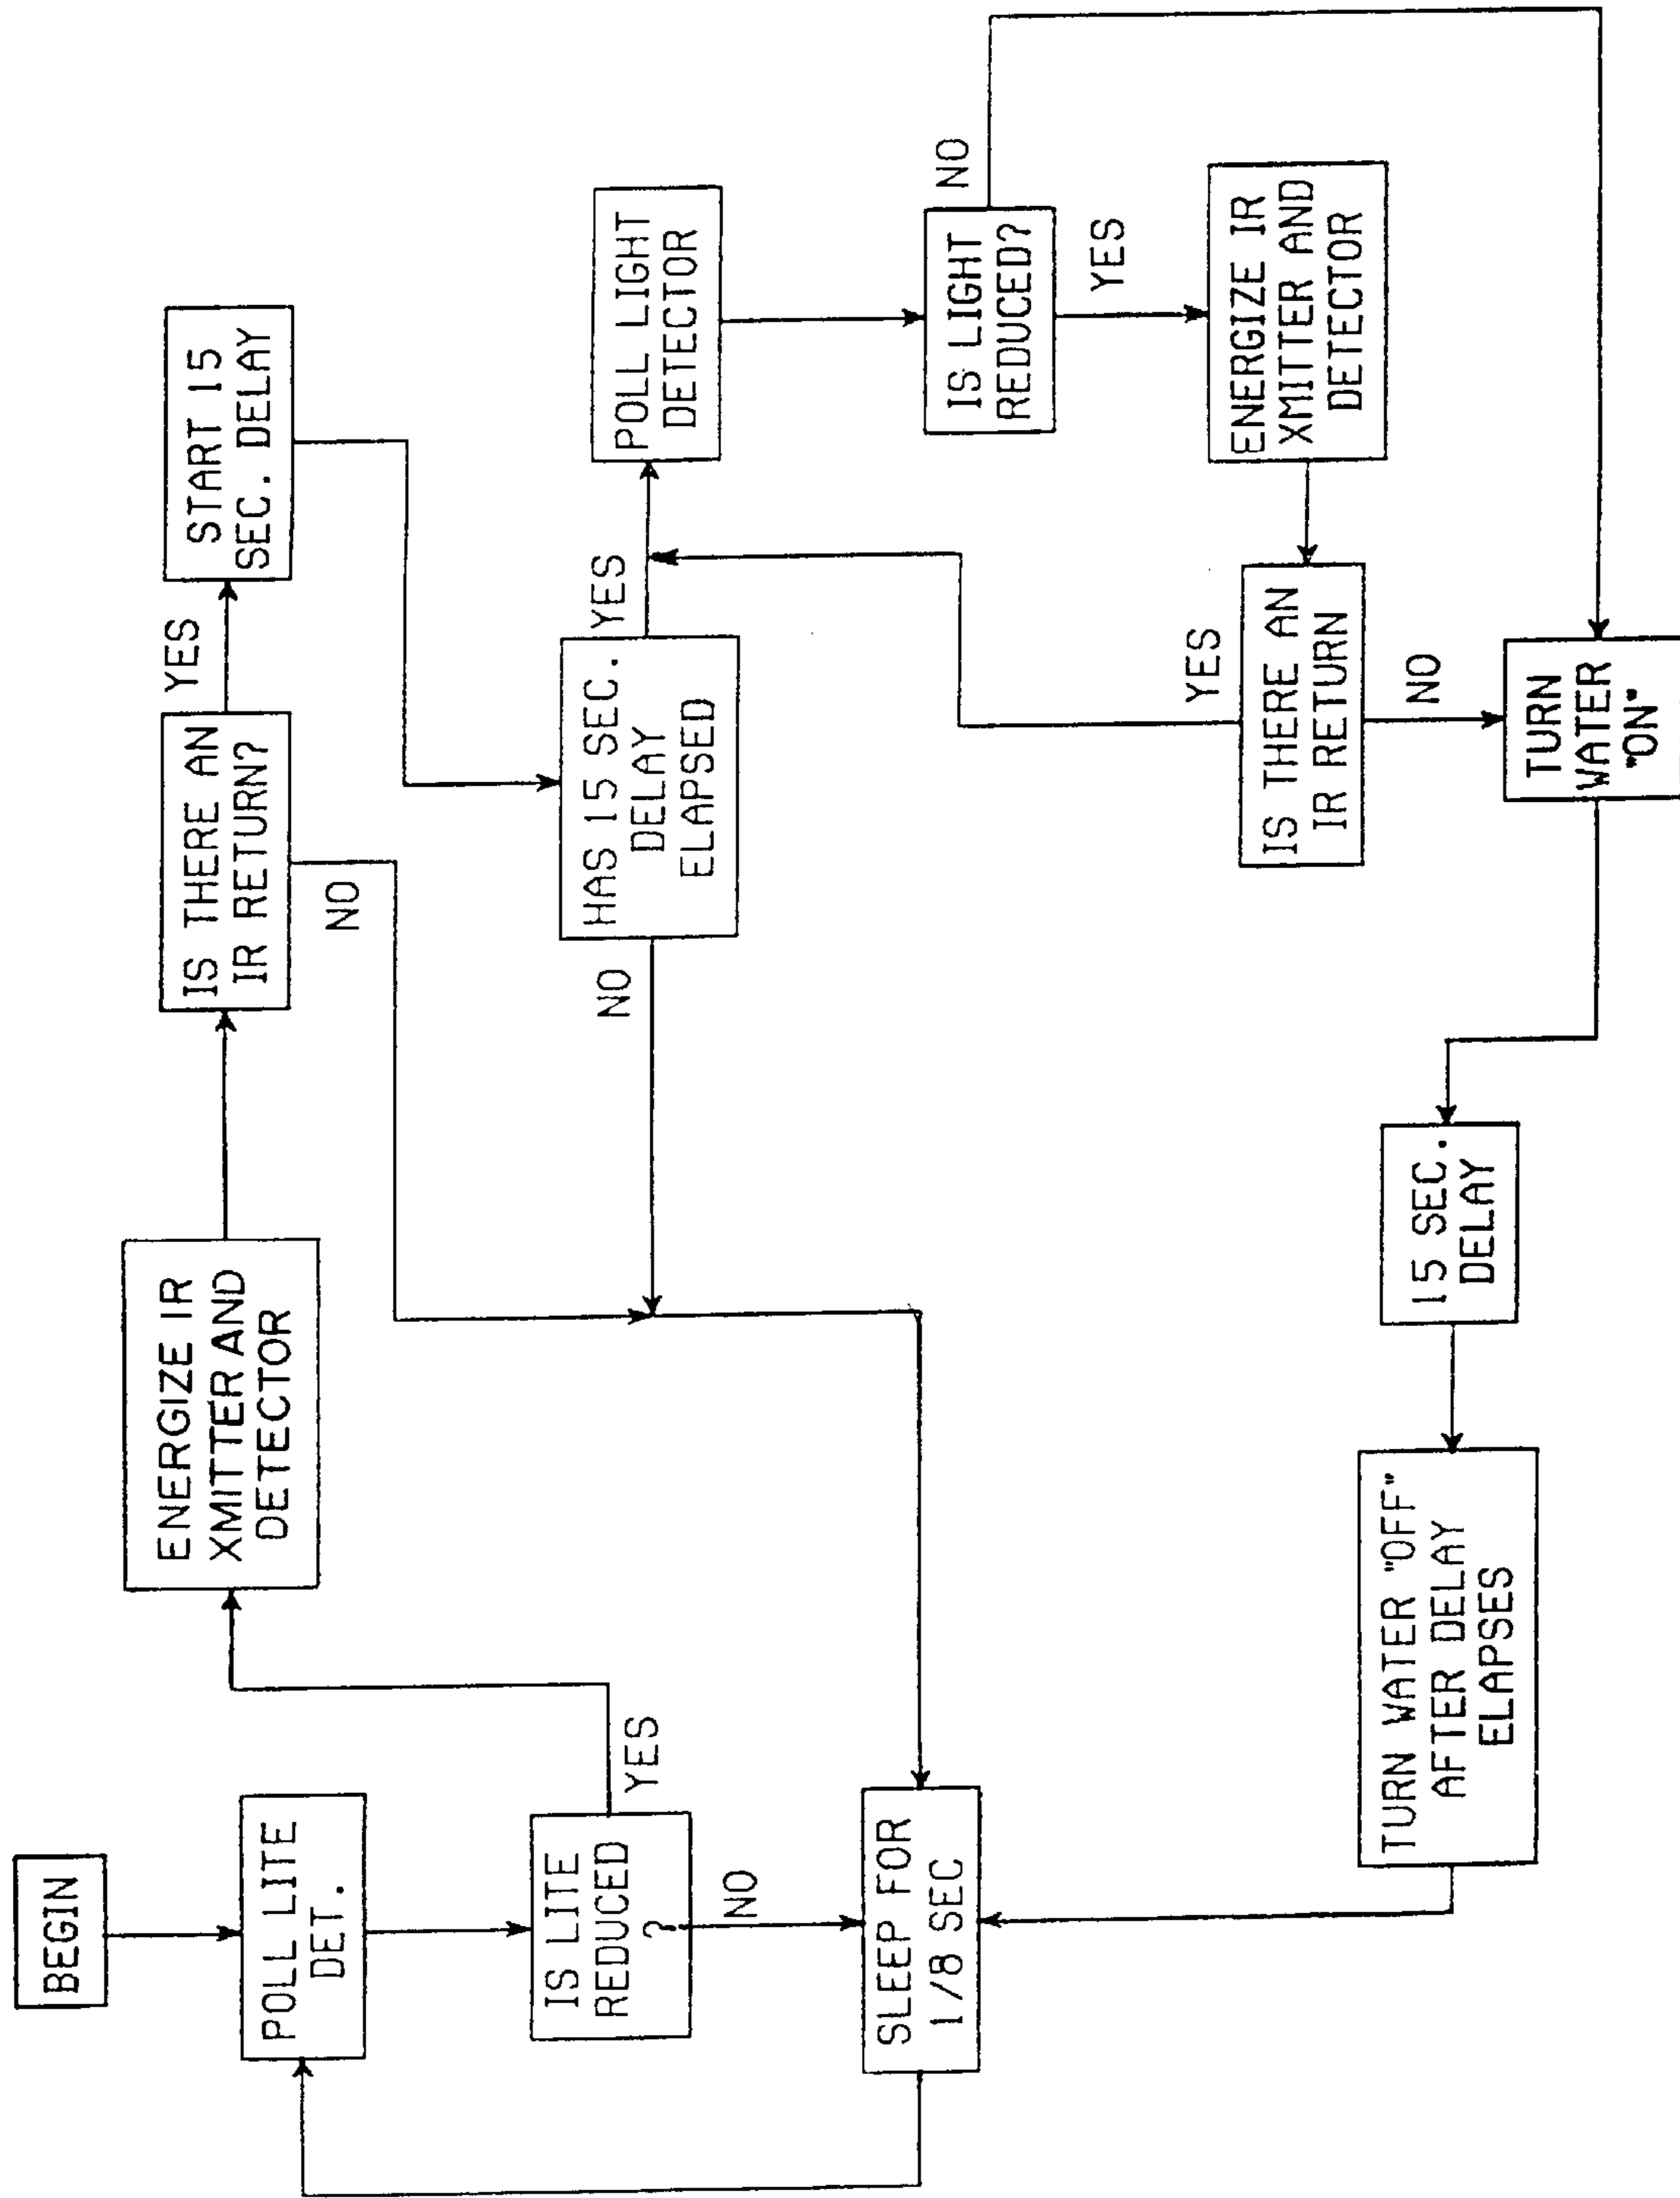 BEGIN
POLL LITE
DET.
IS LITE
REDUCED
?
YES
NO
SLEEP FOR
1/8 SEC
ENERGIZE IR
XMITTER AND
DETECTOR
IS THERE AN
IR RETURN?
YES
NO
START 15
SEC. DELAY
HAS 15 SEC.
DELAY
ELAPSED
NO
YES
POLL LIGHT
DETECTOR
IS LIGHT
REDUCED?
NO
YES
ENERGIZE IR
XMITTER AND
DETECTOR
IS THERE AN
IR RETURN
YES
NO
TURN
WATER
"ON"
15 SEC.
DELAY
TURN WATER "OFF"
AFTER DELAY
ELAPSES